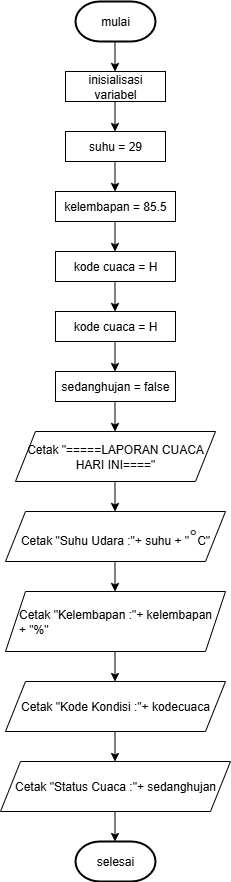 mulai
inisialisasi
variabel
suhu = 29
kelembapan = 85.5
kode cuaca = H
kode cuaca = H
sedanghujan = false
Cetak "=====LAPORAN CUACA
HARI INI===="
Cetak "Suhu Udara :"+ suhu + "°C"
Cetak "Kelembapan :"+ kelembapan
+ "%"
Cetak "Kode Kondisi :"+ kodecuaca
Cetak "Status Cuaca :"+ sedanghujan
selesai